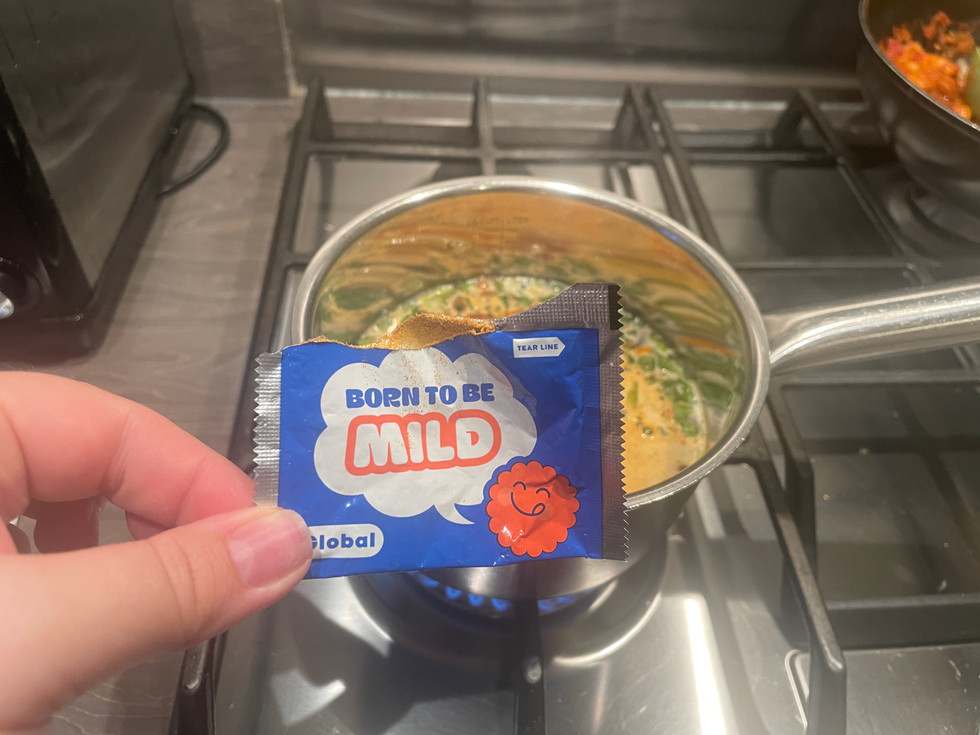 TEAR LINE
BORN TO BE
MILD
Global